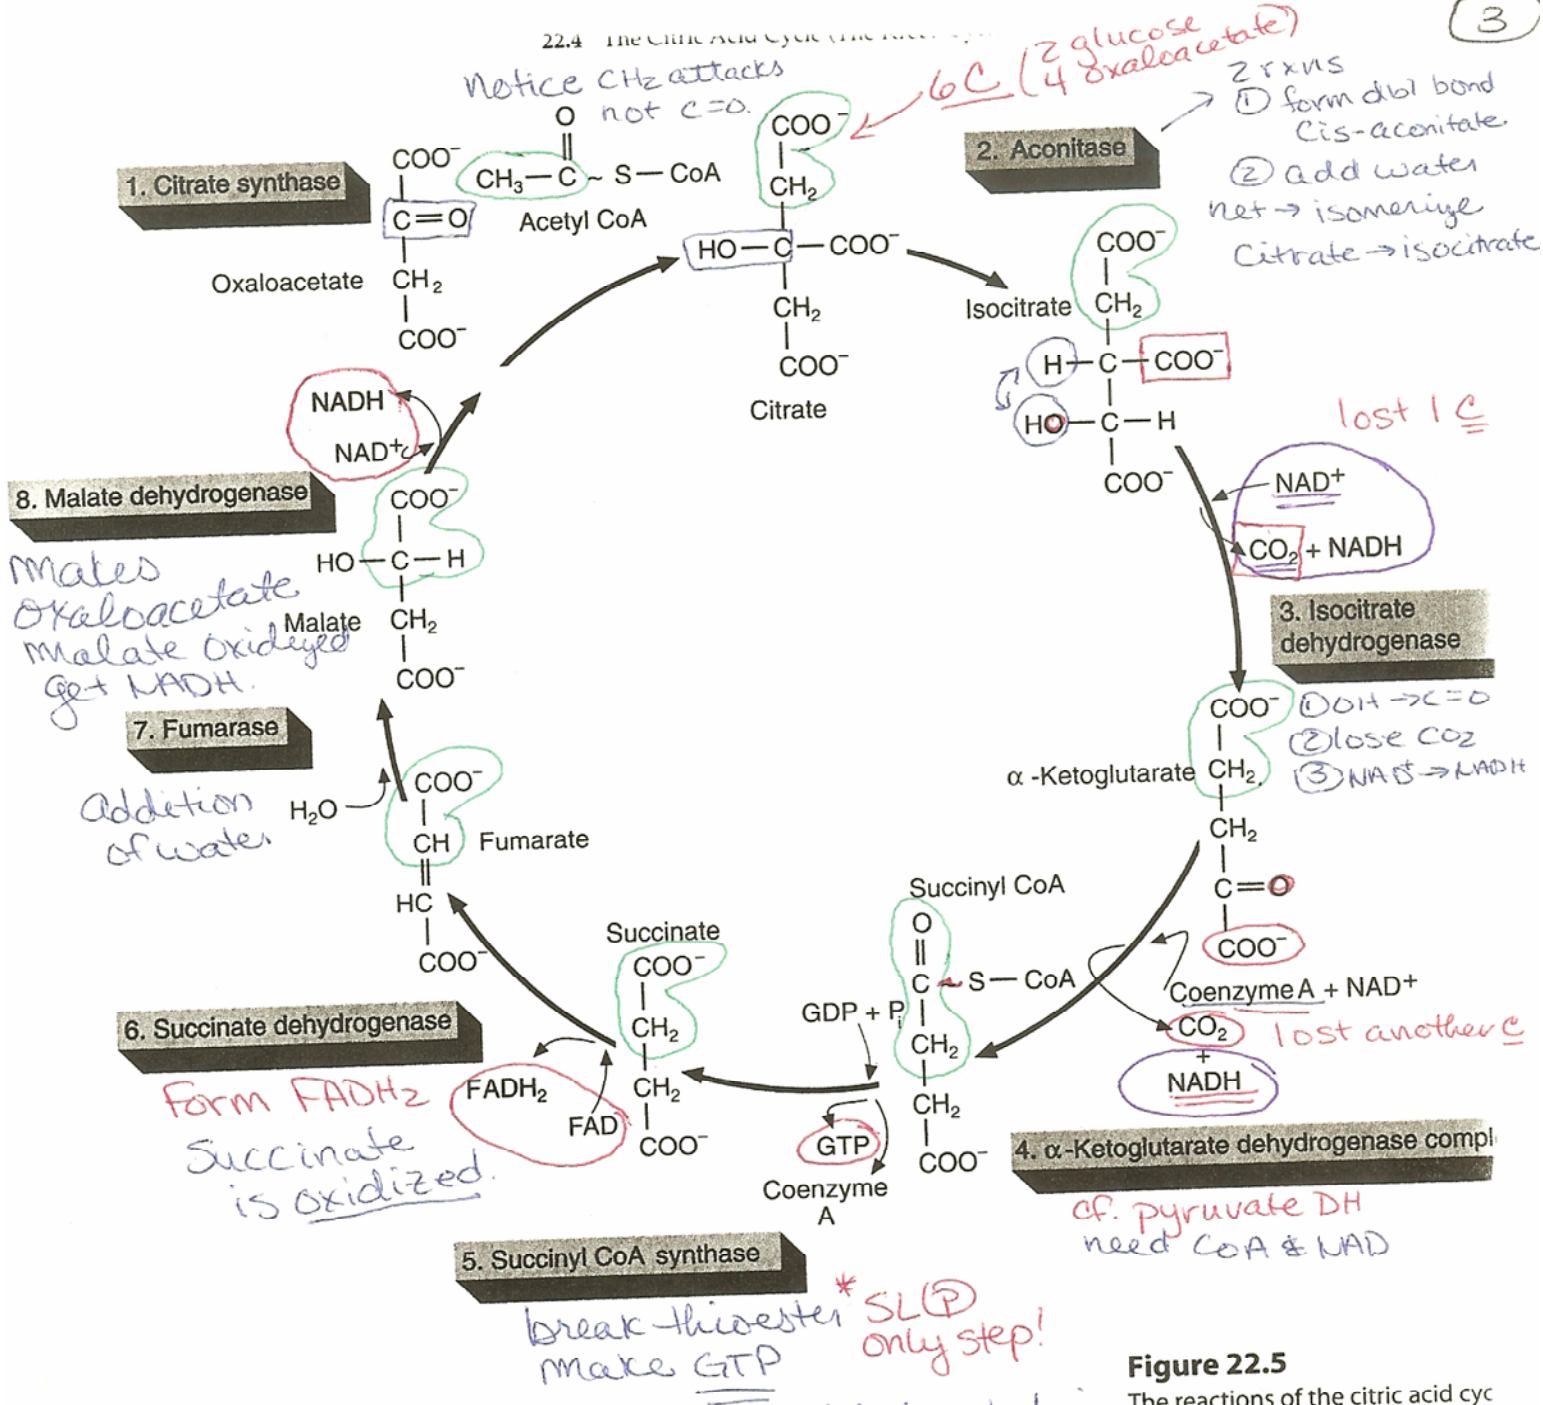 3
22.4 The Citric Acid Cycle (The
Notice CH₂ attacks
not C=O.
6C (2 glucose
4 oxaloacetate)
2 rxns
① form dbl bond
Cis-aconitate
② add water
net → isomerize
Citrate → isocitrate
1. Citrate synthase
COO⁻
C=O
CH₂
COO⁻
Oxaloacetate
O
CH₃—C~S—CoA
Acetyl CoA
COO⁻
CH₂
HO—C—COO⁻
CH₂
COO⁻
Citrate
2. Aconitase
Isocitrate
COO⁻
CH₂
H—C—COO⁻
HO—C—H
COO⁻
lost 1 C
NAD⁺
CO₂ + NADH
3. Isocitrate
dehydrogenase
① OH → C=O
② lose CO₂
③ NAD⁺ → NADH
α -Ketoglutarate
COO⁻
CH₂
CH₂
C=O
COO⁻
Coenzyme A + NAD⁺
CO₂
+
NADH
lost another C
4. α-Ketoglutarate dehydrogenase compl
cf. pyruvate DH
need CoA & NAD
Succinyl CoA
O
C~S—CoA
CH₂
CH₂
COO⁻
GDP + Pi
GTP
Coenzyme
A
5. Succinyl CoA synthase
break thioester
make GTP
* SLⓅ
only step!
Succinate
COO⁻
CH₂
CH₂
COO⁻
FADH₂
FAD
6. Succinate dehydrogenase
Form FADH₂
Succinate
is oxidized.
Fumarate
COO⁻
CH
HC
COO⁻
H₂O
7. Fumarase
addition
of water
Malate
COO⁻
HO—C—H
CH₂
COO⁻
8. Malate dehydrogenase
makes
oxaloacetate
malate oxidized
get NADH.
NADH
NAD⁺
Figure 22.5
The reactions of the citric acid cyc